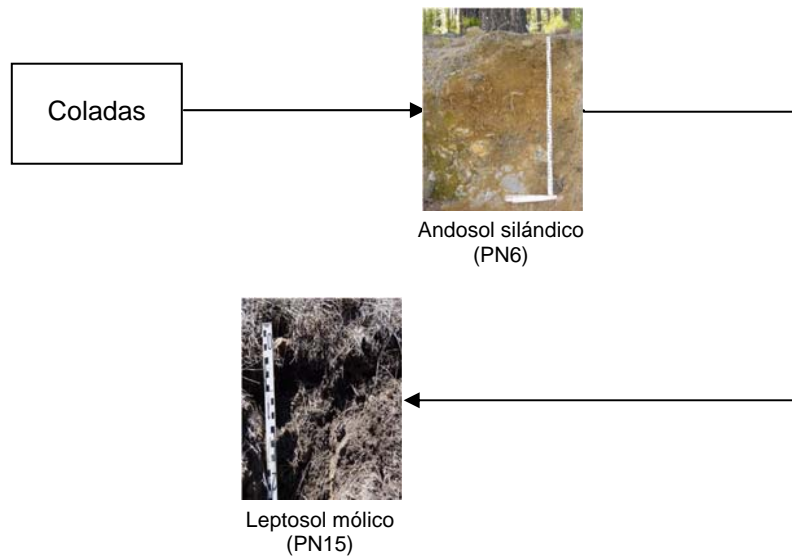 Coladas
Andosol silándico
(PN6)
Leptosol mólico
(PN15)